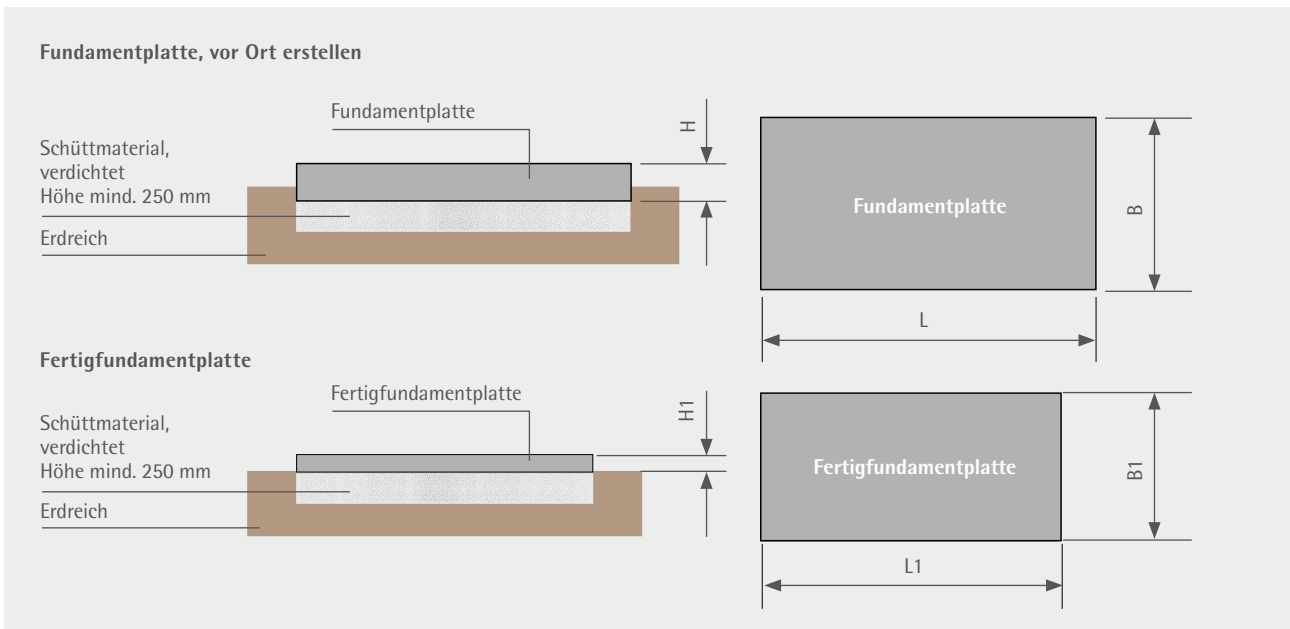 Fundamentplatte, vor Ort erstellen
Fundamentplatte
Schüttmaterial,
verdichtet
Höhe mind. 250 mm
Erdreich
H
Fundamentplatte
B
L
Fertigfundamentplatte
Fertigfundamentplatte
Schüttmaterial,
verdichtet
Höhe mind. 250 mm
Erdreich
H1
Fertigfundamentplatte
B1
L1